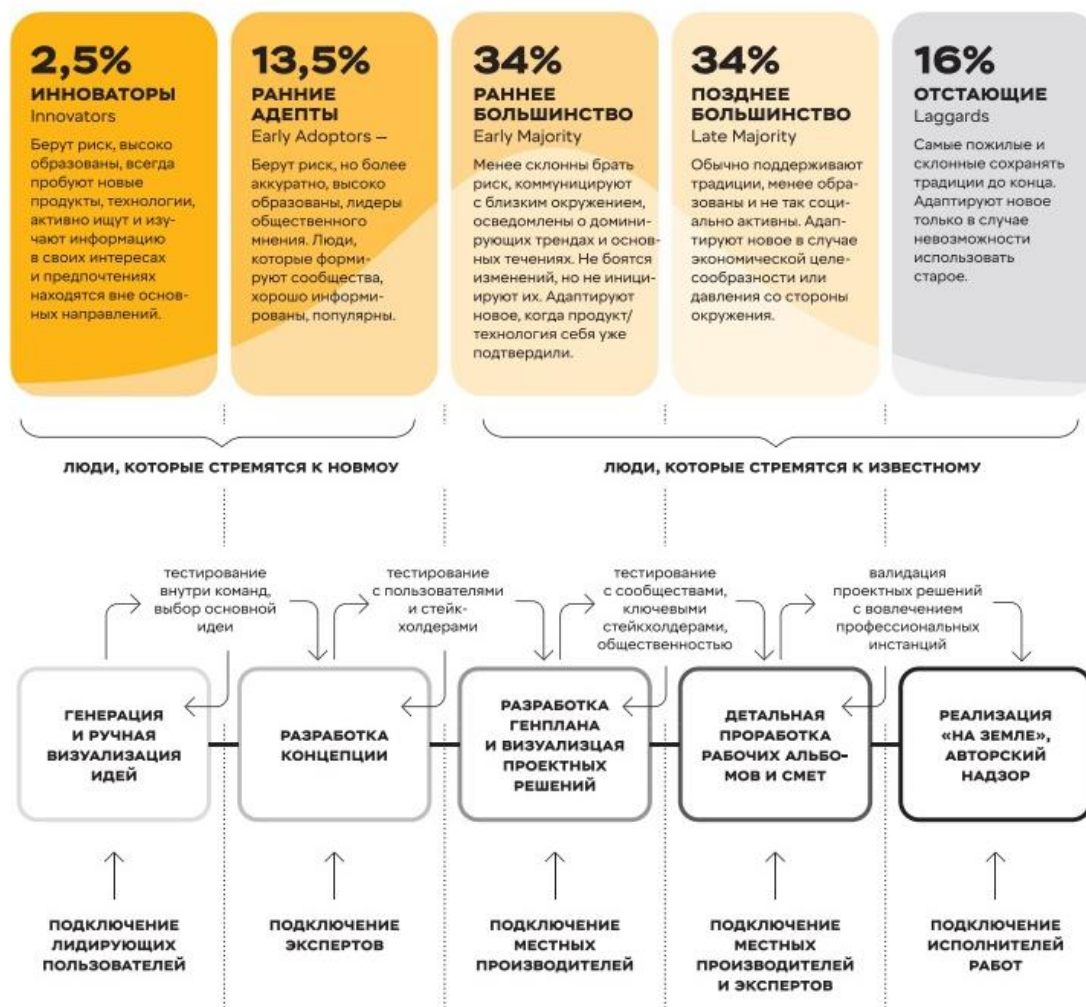 2,5%
ИННОВАТОРЫ
Innovators
Берут риск, высоко
образованы, всегда
пробуют новые
продукты, технологии,
активно ищут и изу-
чают информацию
в своих интересах
и предпочтениях
находятся вне основ-
ных направлений.
13,5%
РАННИЕ
АДЕПТЫ
Early Adoptors —
Берут риск, но более
аккуратно, высоко
образованы, лидеры
общественного
мнения. Люди,
которые форми-
руют сообщества,
хорошо информи-
рованы, популярны.
34%
РАННЕЕ
БОЛЬШИНСТВО
Early Majority
Менее склонны брать
риск, коммуницируют
с близким окружением,
осведомлены о домини-
рующих трендах и основ-
ных течениях. Не боятся
изменений, но не иници-
ируют их. Адаптируют
новое, когда продукт/
технология себя уже
подтвердили.
34%
ПОЗДНЕЕ
БОЛЬШИНСТВО
Late Majority
Обычно поддерживают
традиции, менее обра-
зованы и не так соци-
ально активны. Адап-
тируют новое в случае
экономической целе-
сообразности или
давления со стороны
окружения.
16%
ОТСТАЮЩИЕ
Laggards
Самые пожилые и
склонные сохранять
традиции до конца.
Адаптируют новое
только в случае
невозможности
использовать
старое.
ЛЮДИ, КОТОРЫЕ СТРЕМЯТСЯ К НОВМОУ
ЛЮДИ, КОТОРЫЕ СТРЕМЯТСЯ К ИЗВЕСТНОМУ
тестирование
внутри команд,
выбор основной
идеи
тестирование
с пользователями
и стейк-
холдерами
тестирование
с сообществами,
ключевыми
стейкхолдерами,
общественностью
валидация
проектных решений
с вовлечением
профессиональных
инстанций
ГЕНЕРАЦИЯ
И РУЧНАЯ
ВИЗУАЛИЗАЦИЯ
ИДЕЙ
РАЗРАБОТКА
КОНЦЕПЦИИ
РАЗРАБОТКА
ГЕНПЛАНА
И ВИЗУАЛИЗЦАЯ
ПРОЕКТНЫХ
РЕШЕНИЙ
ДЕТАЛЬНАЯ
ПРОРАБОТКА
РАБОЧИХ АЛЬБО-
МОВ И СМЕТ
РЕАЛИЗАЦИЯ
«НА ЗЕМЛЕ»,
АВТОРСКИЙ
НАДЗОР
ПОДКЛЮЧЕНИЕ
ЛИДИРУЮЩИХ
ПОЛЬЗОВАТЕЛЕЙ
ПОДКЛЮЧЕНИЕ
ЭКСПЕРТОВ
ПОДКЛЮЧЕНИЕ
МЕСТНЫХ
ПРОИЗВОДИТЕЛЕЙ
ПОДКЛЮЧЕНИЕ
МЕСТНЫХ
ПРОИЗВОДИТЕЛЕЙ
И ЭКСПЕРТОВ
ПОДКЛЮЧЕНИЕ
ИСПОЛНИТЕЛЕЙ
РАБОТ